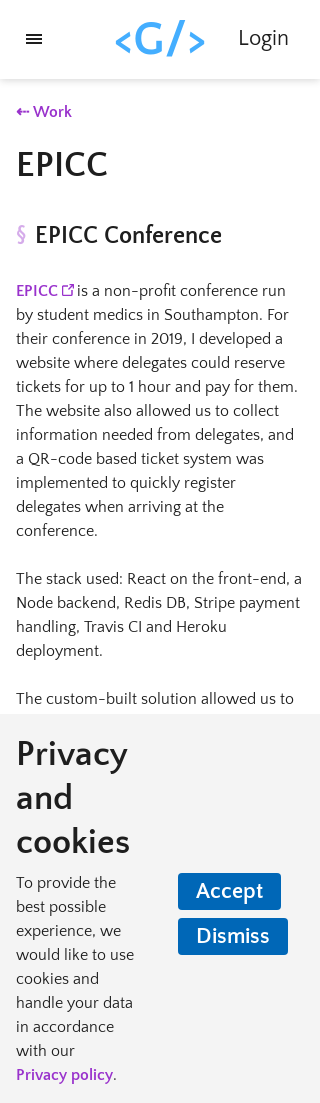 <G/>
Login
⇠ Work
EPICC
§ EPICC Conference
EPICC is a non-profit conference run
by student medics in Southampton. For
their conference in 2019, I developed a
website where delegates could reserve
tickets for up to 1 hour and pay for them.
The website also allowed us to collect
information needed from delegates, and
a QR-code based ticket system was
implemented to quickly register
delegates when arriving at the
conference.
The stack used: React on the front-end, a
Node backend, Redis DB, Stripe payment
handling, Travis CI and Heroku
deployment.
The custom-built solution allowed us to
Privacy
and
cookies
To provide the
best possible
experience, we
would like to use
cookies and
handle your data
in accordance
with our
Privacy policy.
Accept
Dismiss